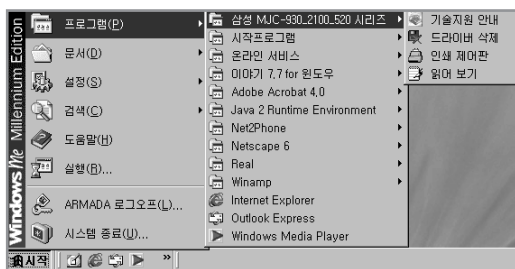 Windows Me Millennium Edition
프로그램(P)
문서(D)
설정(S)
검색(C)
도움말(H)
실행(R)...
ARMADA 로그오프(L)...
시스템 종료(U)...
시작
»
삼성 MJC-930_2100_520 시리즈
시작프로그램
온라인 서비스
이야기 7.7 for 윈도우
Adobe Acrobat 4.0
Java 2 Runtime Environment
Net2Phone
Netscape 6
Real
Winamp
Internet Explorer
Outlook Express
Windows Media Player
기술지원 안내
드라이버 삭제
인쇄 제어판
읽어 보기